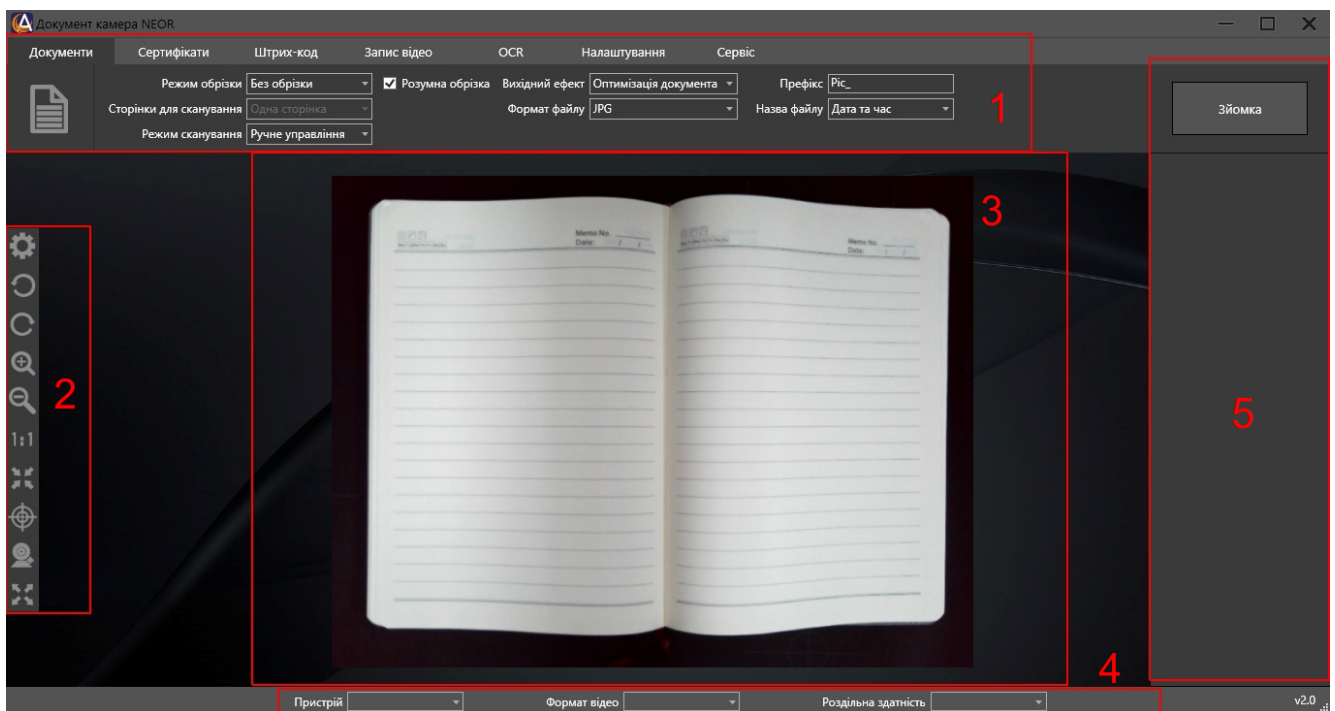 Документ камера NEOR
Документи Сертифікати Штрих-код Запис відео OCR Налаштування Сервіс
Режим обрізки Без обрізки Розумна обрізка Вихідний ефект Оптимізація документа Префікс Pic_
Сторінки для сканування Одна сторінка Формат файлу JPG Назва файлу Дата та час
Режим сканування Ручне управління
1
Зйомка
3
Memo No.
Date: / /
Memo No.
Date: / /
2
1:1
5
4
Пристрій Формат відео Роздільна здатність v2.0